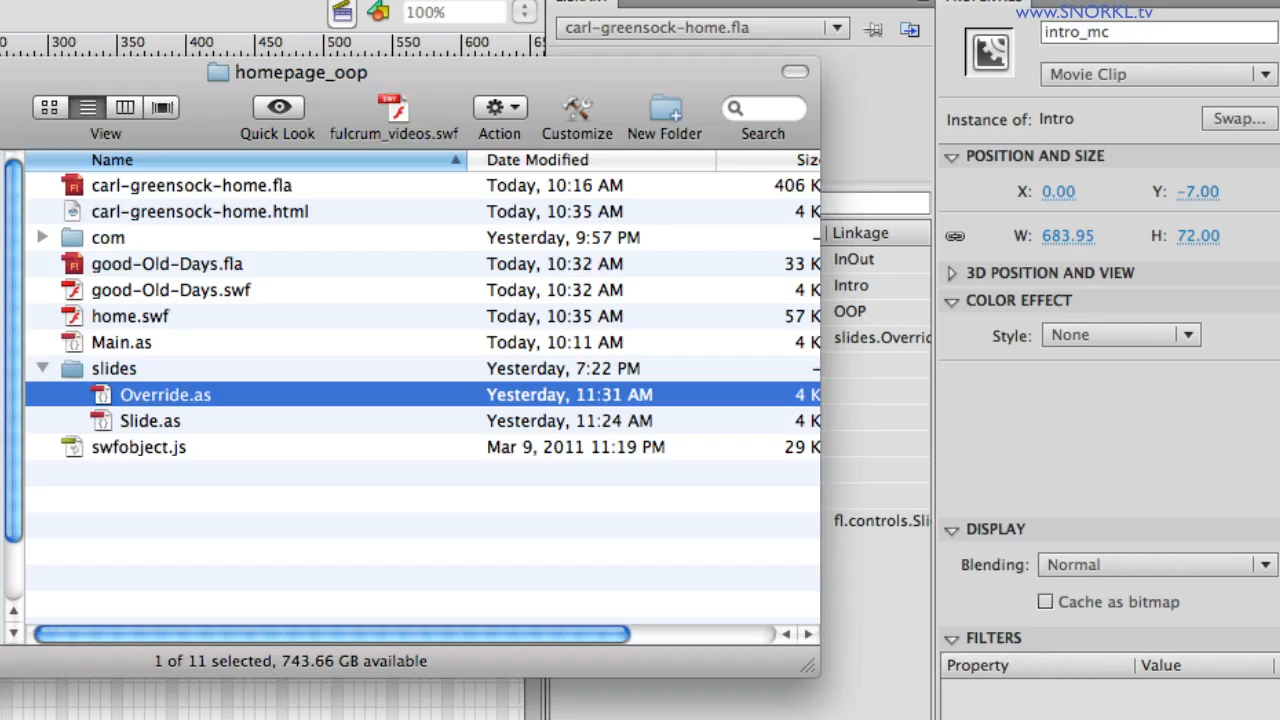 www.SNORKL.tv
100%
carl-greensock-home.fla
intro_mc
300 350 400 450 500 550 600
Movie Clip
homepage_oop
Instance of: Intro
Swap...
View
Quick Look
fulcrum_videos.swf
Action
Customize
New Folder
Search
POSITION AND SIZE
X: 0.00 Y: -7.00
W: 683.95 H: 72.00
3D POSITION AND VIEW
COLOR EFFECT
Style: None
DISPLAY
Blending: Normal
Cache as bitmap
FILTERS
Property Value
Name Date Modified
carl-greensock-home.fla Today, 10:16 AM 406 K
carl-greensock-home.html Today, 10:35 AM 4 K
com Yesterday, 9:57 PM
good-Old-Days.fla Today, 10:32 AM 33 K
good-Old-Days.swf Today, 10:32 AM 4 K
home.swf Today, 10:35 AM 57 K
Main.as Today, 10:11 AM 4 K
slides Yesterday, 7:22 PM
Override.as Yesterday, 11:31 AM 4 K
Slide.as Yesterday, 11:24 AM 4 K
swfobject.js Mar 9, 2011 11:19 PM 29 K
Linkage
InOut
Intro
OOP
slides.Overri
fl.controls.Sli
1 of 11 selected, 743.66 GB available